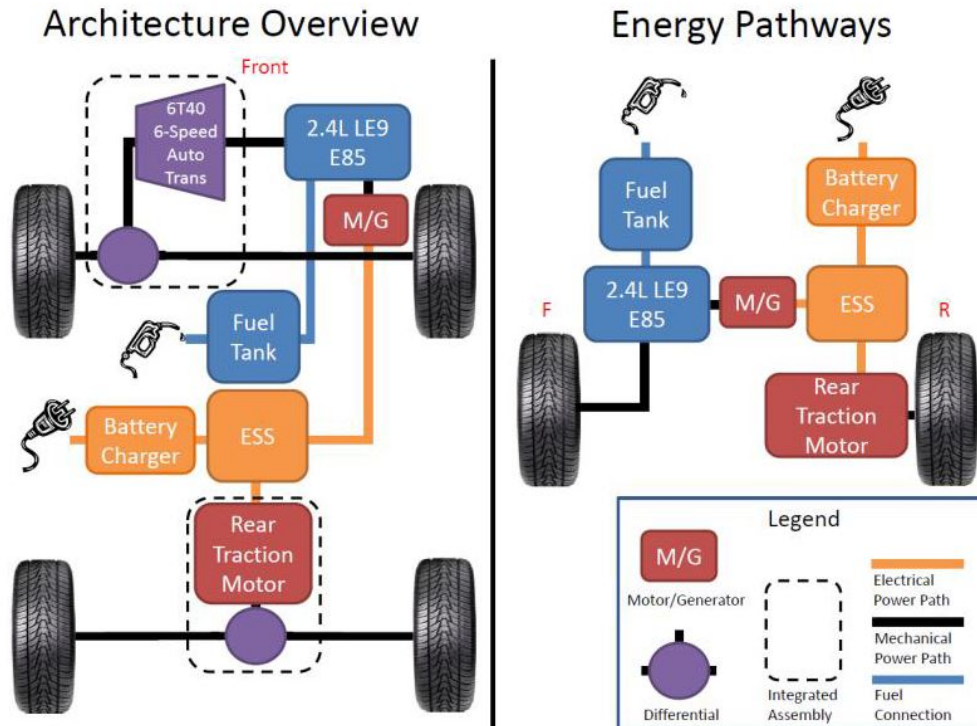 Architecture Overview
Front
6T40
6-Speed
Auto
Trans
2.4L LE9
E85
M/G
Fuel
Tank
Battery
Charger
ESS
Rear
Traction
Motor
Energy Pathways
Fuel
Tank
Battery
Charger
F
2.4L LE9
E85
M/G
ESS
R
Rear
Traction
Motor
Legend
M/G
Motor/Generator
Differential
Integrated
Assembly
Electrical
Power Path
Mechanical
Power Path
Fuel
Connection